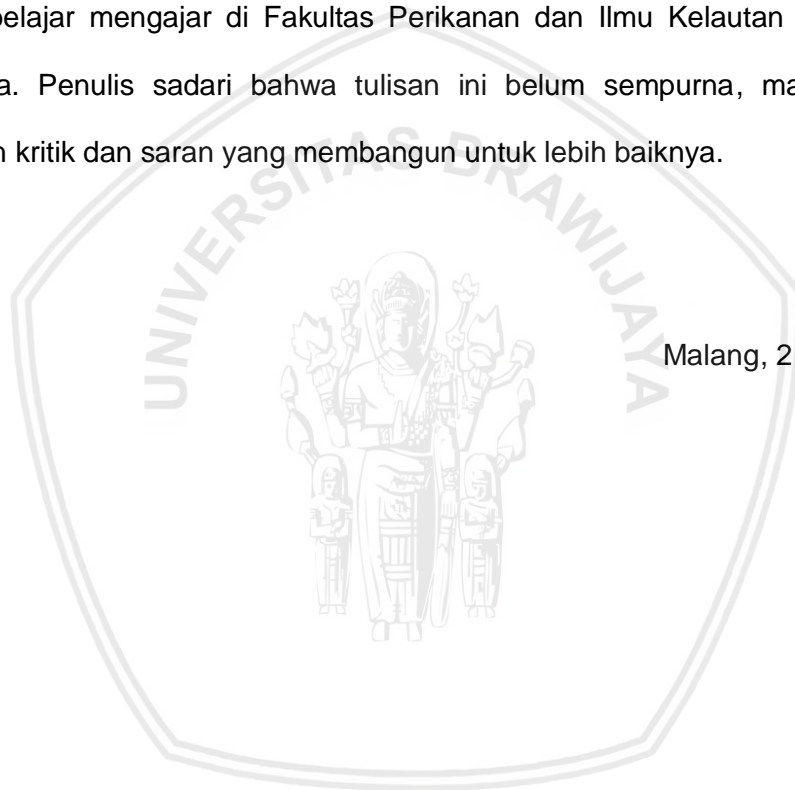 belajar mengajar di Fakultas Perikanan dan Ilmu Kelautan
a. Penulis sadari bahwa tulisan ini belum sempurna, ma
n kritik dan saran yang membangun untuk lebih baiknya.
UNIVERSITAS BRAWIJAYA
Malang, 2